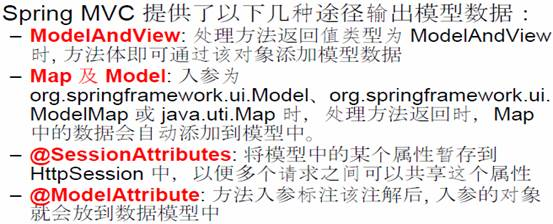 Spring MVC 提供了以下几种途径输出模型数据：
– ModelAndView: 处理方法返回值类型为 ModelAndView
时, 方法体即可通过该对象添加模型数据
– Map 及 Model: 入参为
org.springframework.ui.Model、org.springframework.ui.
ModelMap 或 java.uti.Map 时，处理方法返回时，Map
中的数据会自动添加到模型中。
– @SessionAttributes: 将模型中的某个属性暂存到
HttpSession 中，以便多个请求之间可以共享这个属性
– @ModelAttribute: 方法入参标注该注解后, 入参的对象
就会放到数据模型中